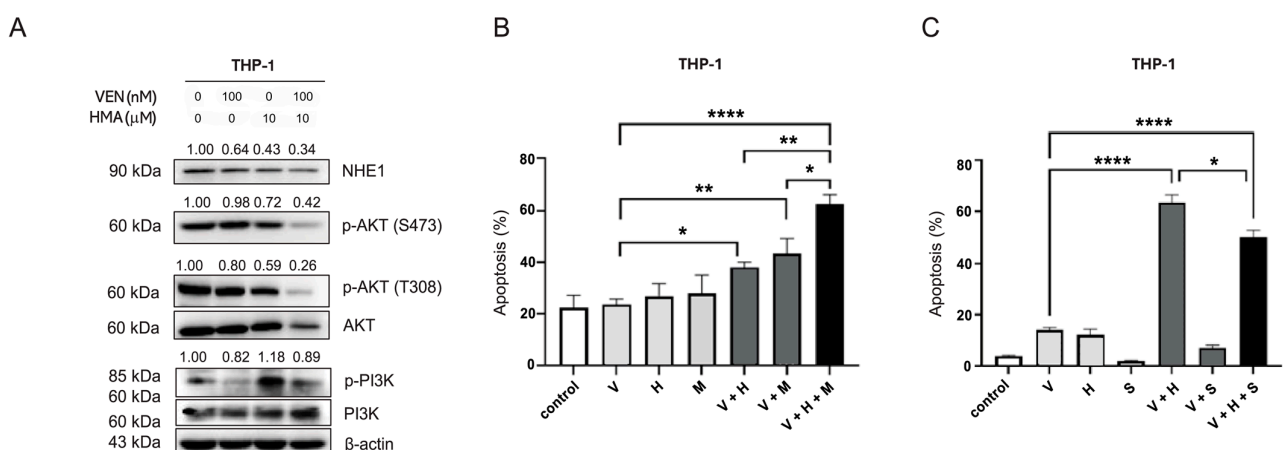 A
THP-1
VEN (nM) 0 100 0 100
HMA (μM) 0 0 10 10
1.00 0.64 0.43 0.34
90 kDa NHE1
1.00 0.98 0.72 0.42
60 kDa p-AKT (S473)
1.00 0.80 0.59 0.26
60 kDa p-AKT (T308)
60 kDa AKT
1.00 0.82 1.18 0.89
85 kDa p-PI3K
60 kDa
60 kDa PI3K
43 kDa β-actin
B
THP-1
****
**
*
**
*
Apoptosis (%)
80
60
40
20
0
control V H M V + H V + M V + H + M
C
THP-1
****
****
*
Apoptosis (%)
80
60
40
20
0
control V H S V + H V + S V + H + S